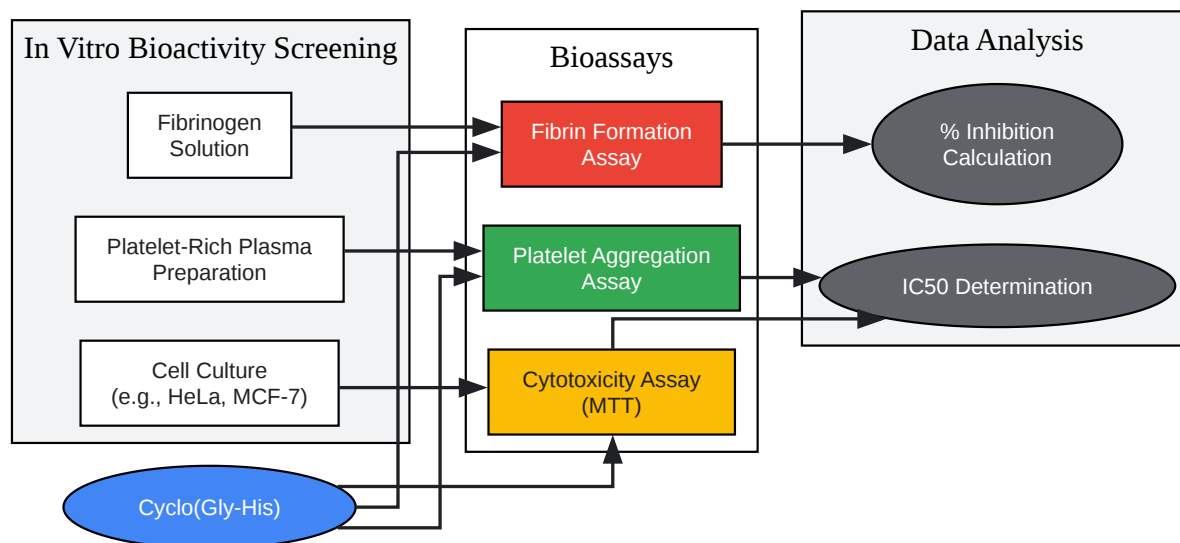 In Vitro Bioactivity Screening
Fibrinogen
Solution
Platelet-Rich Plasma
Preparation
Cell Culture
(e.g., HeLa, MCF-7)
Cyclo(Gly-His)
Bioassays
Fibrin Formation
Assay
Platelet Aggregation
Assay
Cytotoxicity Assay
(MTT)
Data Analysis
% Inhibition
Calculation
IC50 Determination